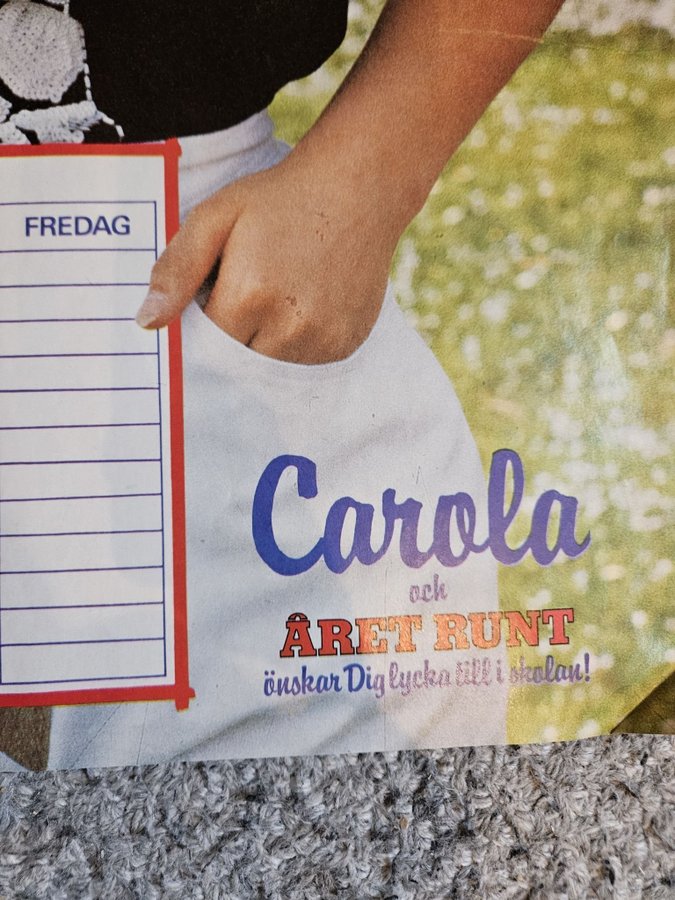 FREDAG
Carola
och
ÅRET RUNT
önskar Dig lycka till i skolan!